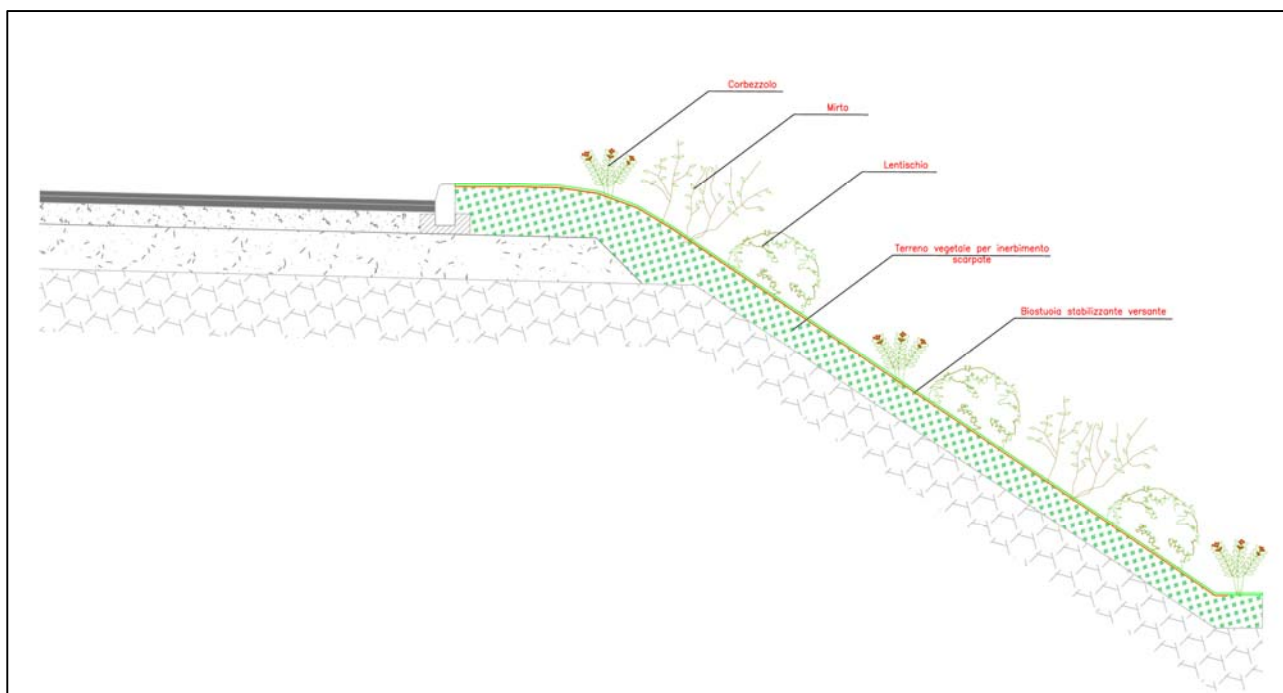 Corbezzolo
Mirto
Lentischio
Terreno vegetale per inerbimento
scarpate
Biostuoia stabilizzante versante